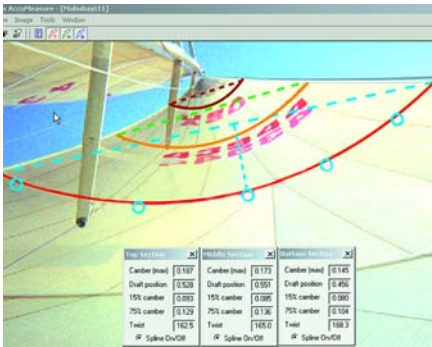 AccuMeasure - [Mainsheyt11]
Image Tools Window
Top Section
Camber (max) 0.187
Draft position 0.528
15% camber 0.093
75% camber 0.129
Twist 162.5
Spline On/Off
Middle Section
Camber (max) 0.173
Draft position 0.551
15% camber 0.085
75% camber 0.136
Twist 165.0
Spline On/Off
Bottom Section
Camber (max) 0.145
Draft position 0.456
15% camber 0.080
75% camber 0.104
Twist 168.3
Spline On/Off